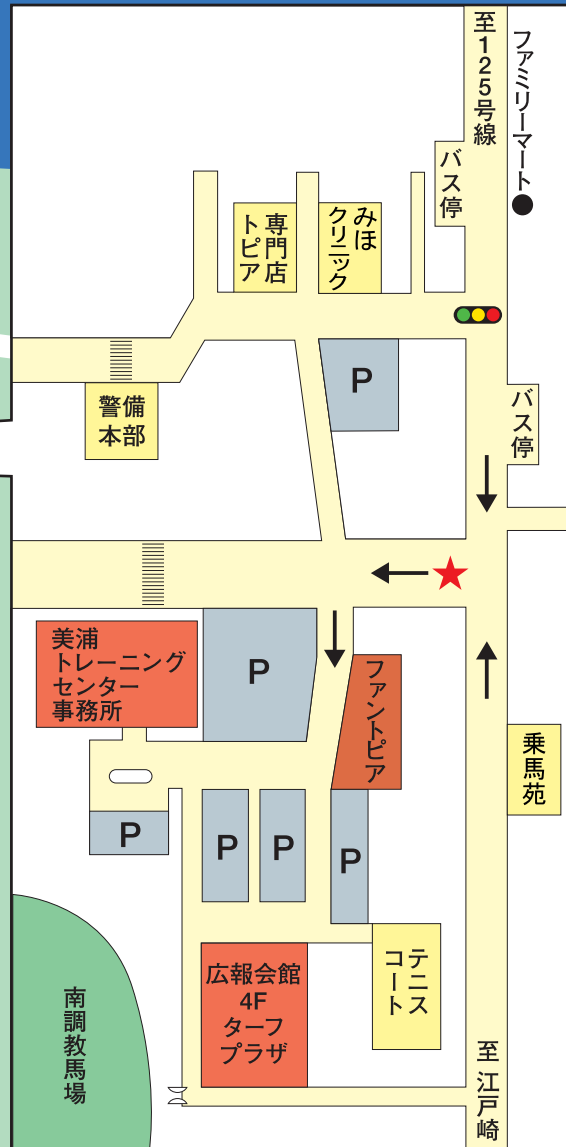 至125号線
ファミリーマート
バス停
みほ
クリニック
専門店
トピア
P
警備
本部
バス停
美浦
トレーニング
センター
事務所
P
ファントピア
乗馬苑
P
P
P
P
テニス
コート
広報会館
4F
ターフ
プラザ
南調教馬場
至 江戸崎